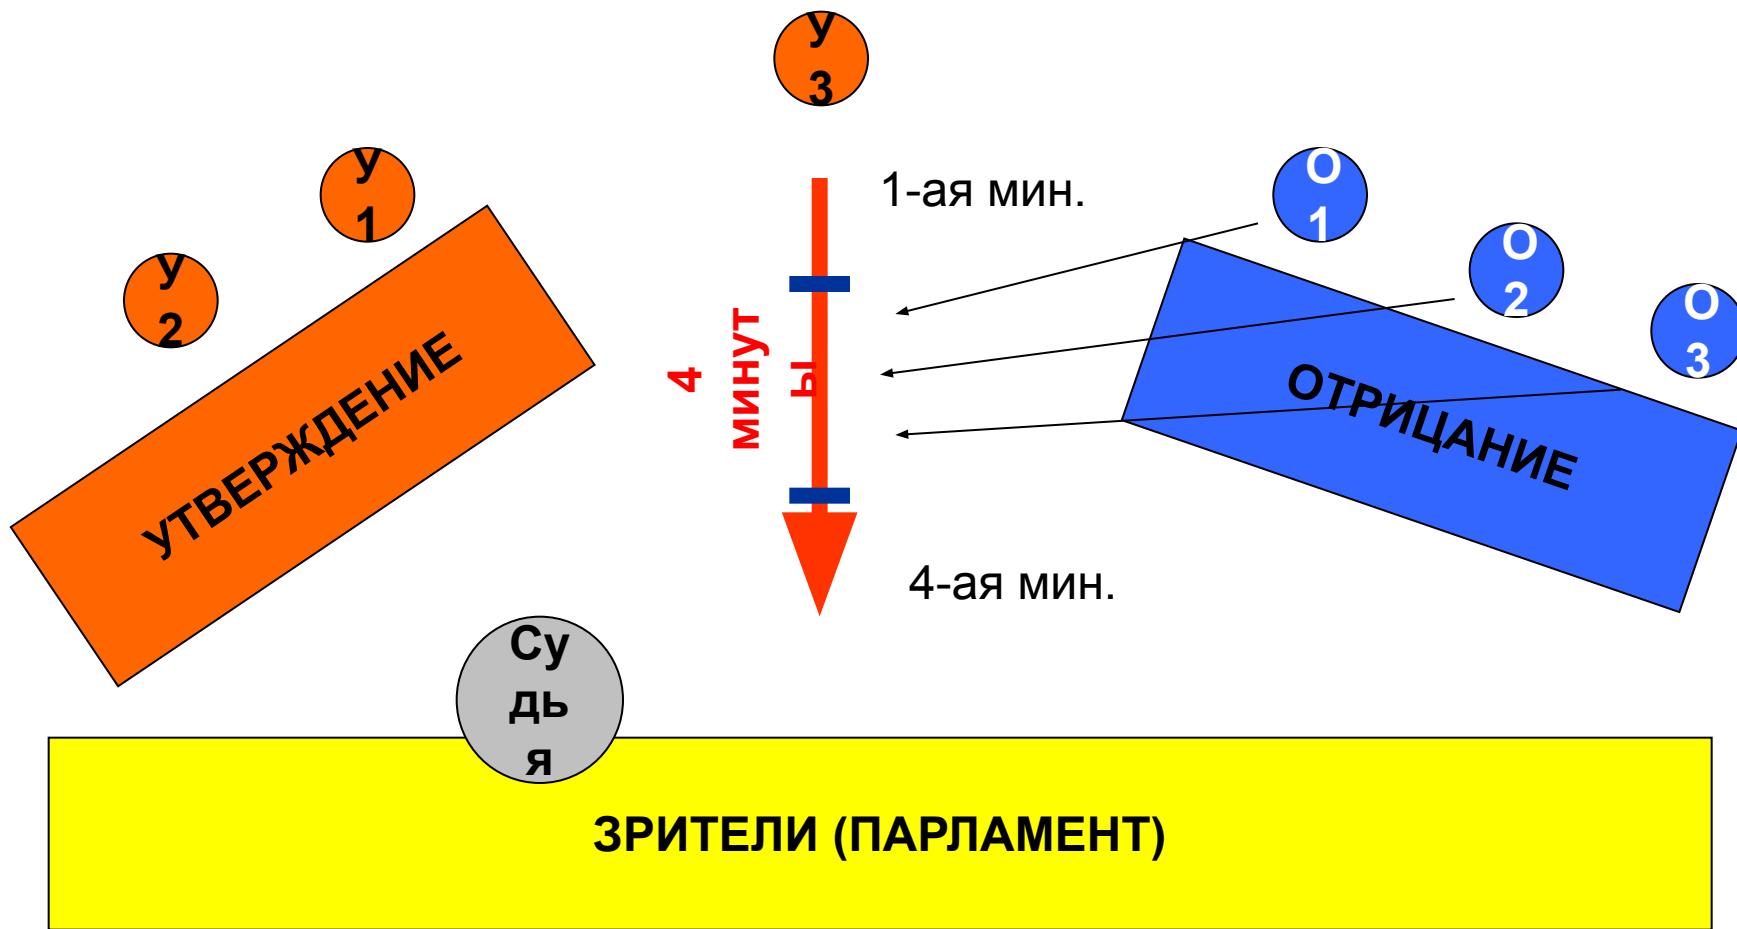 У
3
У
1
1-ая мин.
О
1
У
2
О
2
О
3
4
минут
ы
УТВЕРЖДЕНИЕ
ОТРИЦАНИЕ
4-ая мин.
Су
дь
я
ЗРИТЕЛИ (ПАРЛАМЕНТ)